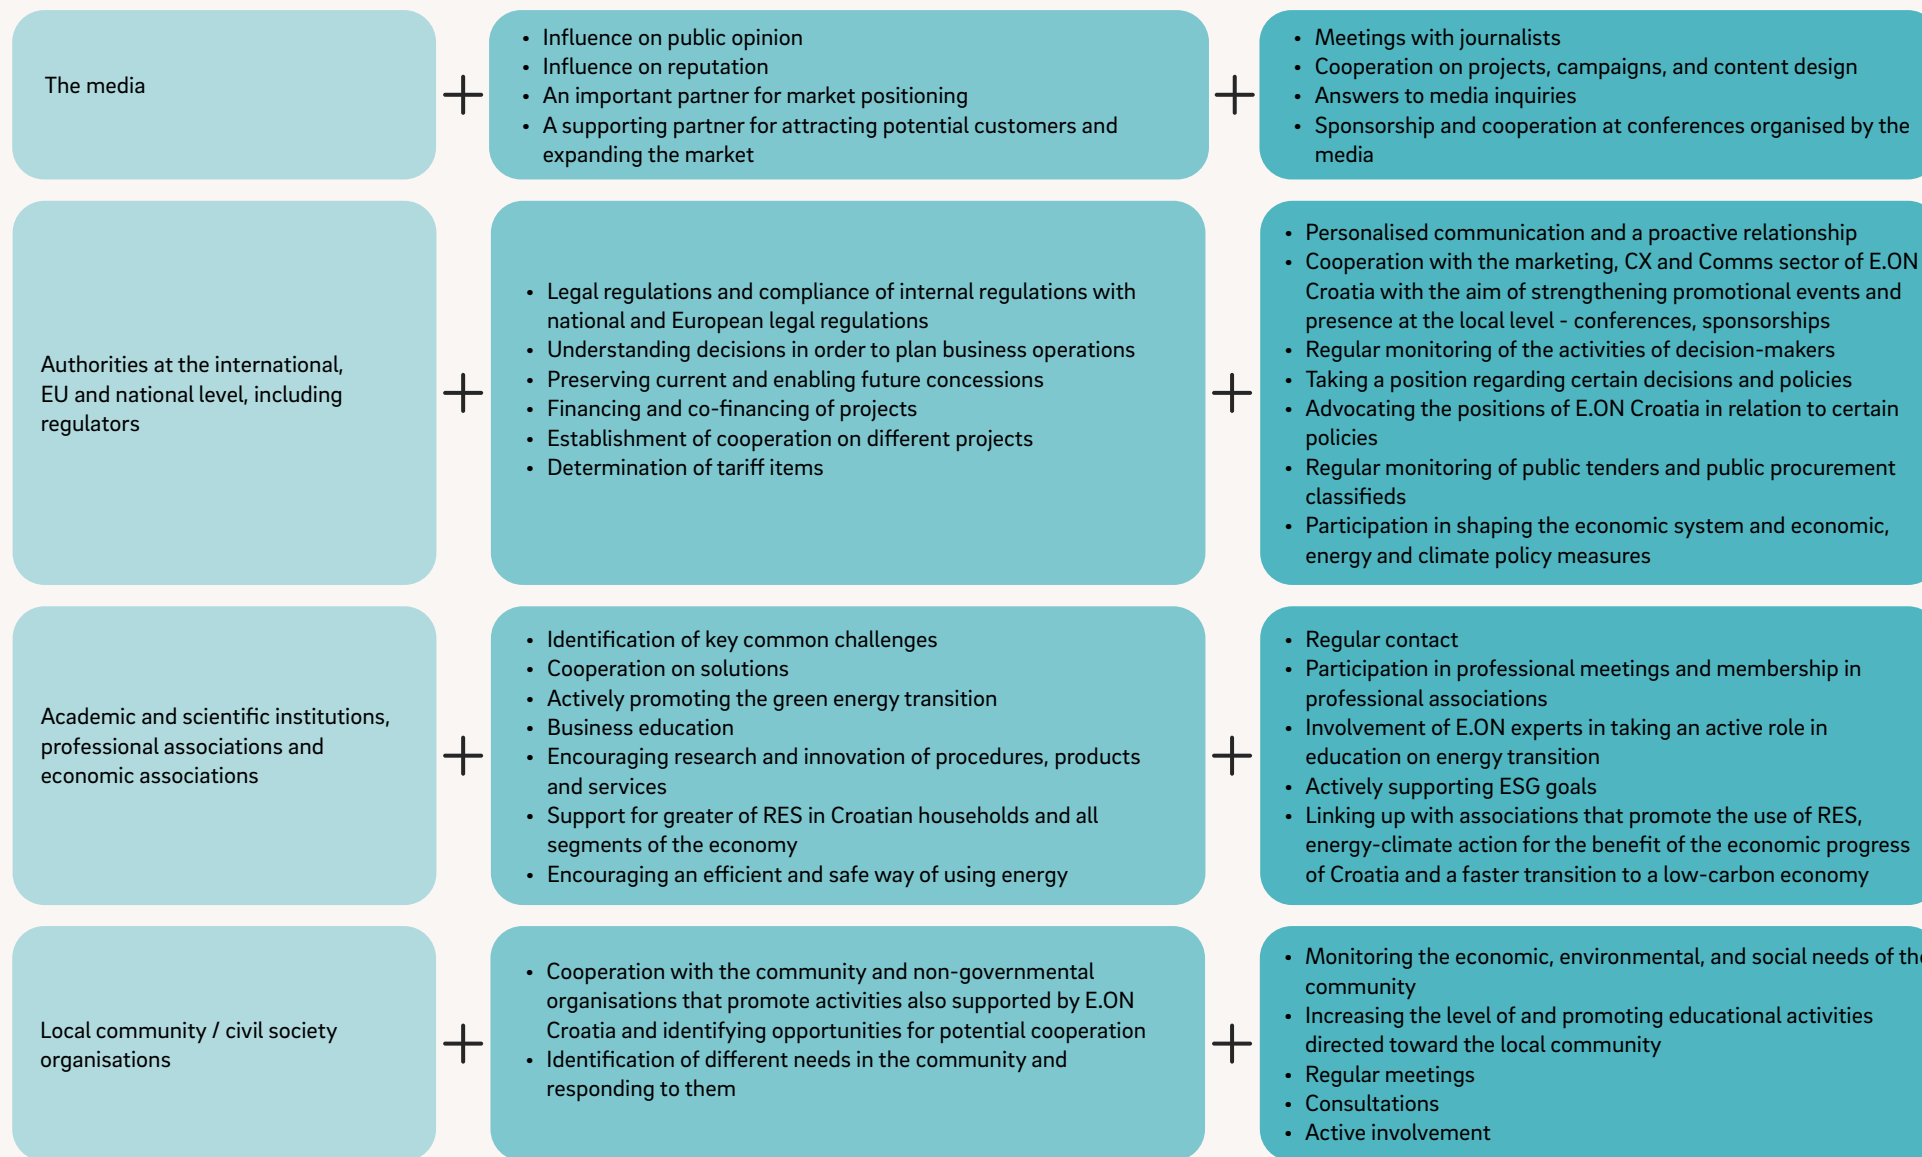 The media
• Influence on public opinion
• Influence on reputation
• An important partner for market positioning
• A supporting partner for attracting potential customers and
expanding the market
• Meetings with journalists
• Cooperation on projects, campaigns, and content design
• Answers to media inquiries
• Sponsorship and cooperation at conferences organised by the
media
Authorities at the international,
EU and national level, including
regulators
• Legal regulations and compliance of internal regulations with
national and European legal regulations
• Understanding decisions in order to plan business operations
• Preserving current and enabling future concessions
• Financing and co-financing of projects
• Establishment of cooperation on different projects
• Determination of tariff items
• Personalised communication and a proactive relationship
• Cooperation with the marketing, CX and Comms sector of E.ON
Croatia with the aim of strengthening promotional events and
presence at the local level - conferences, sponsorships
• Regular monitoring of the activities of decision-makers
• Taking a position regarding certain decisions and policies
• Advocating the positions of E.ON Croatia in relation to certain
policies
• Regular monitoring of public tenders and public procurement
classifieds
• Participation in shaping the economic system and economic,
energy and climate policy measures
Academic and scientific institutions,
professional associations and
economic associations
• Identification of key common challenges
• Cooperation on solutions
• Actively promoting the green energy transition
• Business education
• Encouraging research and innovation of procedures, products
and services
• Support for greater of RES in Croatian households and all
segments of the economy
• Encouraging an efficient and safe way of using energy
• Regular contact
• Participation in professional meetings and membership in
professional associations
• Involvement of E.ON experts in taking an active role in
education on energy transition
• Actively supporting ESG goals
• Linking up with associations that promote the use of RES,
energy-climate action for the benefit of the economic progress
of Croatia and a faster transition to a low-carbon economy
Local community / civil society
organisations
• Cooperation with the community and non-governmental
organisations that promote activities also supported by E.ON
Croatia and identifying opportunities for potential cooperation
• Identification of different needs in the community and
responding to them
• Monitoring the economic, environmental, and social needs of the
community
• Increasing the level of and promoting educational activities
directed toward the local community
• Regular meetings
• Consultations
• Active involvement